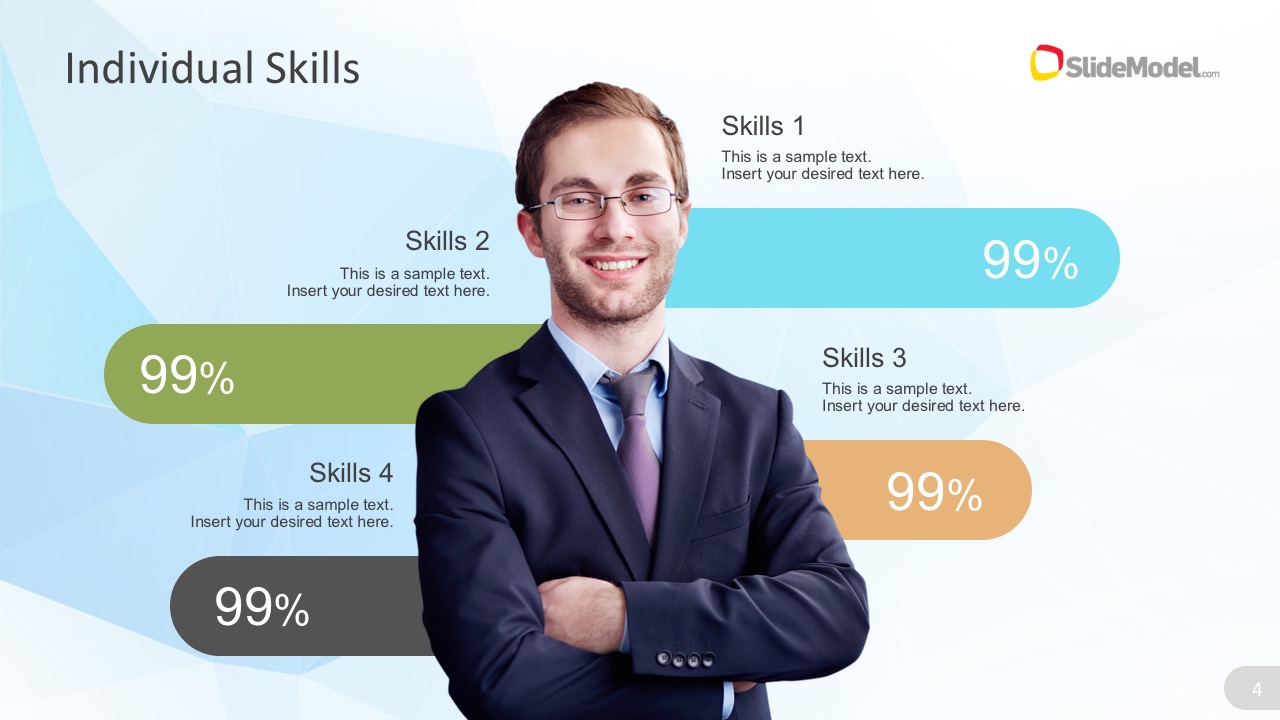 Individual Skills
SlideModel.com
Skills 1
This is a sample text.
Insert your desired text here.
99%
Skills 2
This is a sample text.
Insert your desired text here.
99%
Skills 3
This is a sample text.
Insert your desired text here.
99%
Skills 4
This is a sample text.
Insert your desired text here.
99%
4